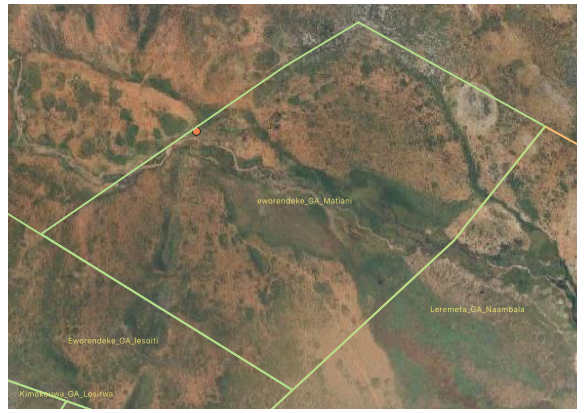 eworendeke_GA_Matiani
Leremeta_GA_Naambala
Eworendeke_GA_lesoiti
Kimokouwa_GA_Losirwa